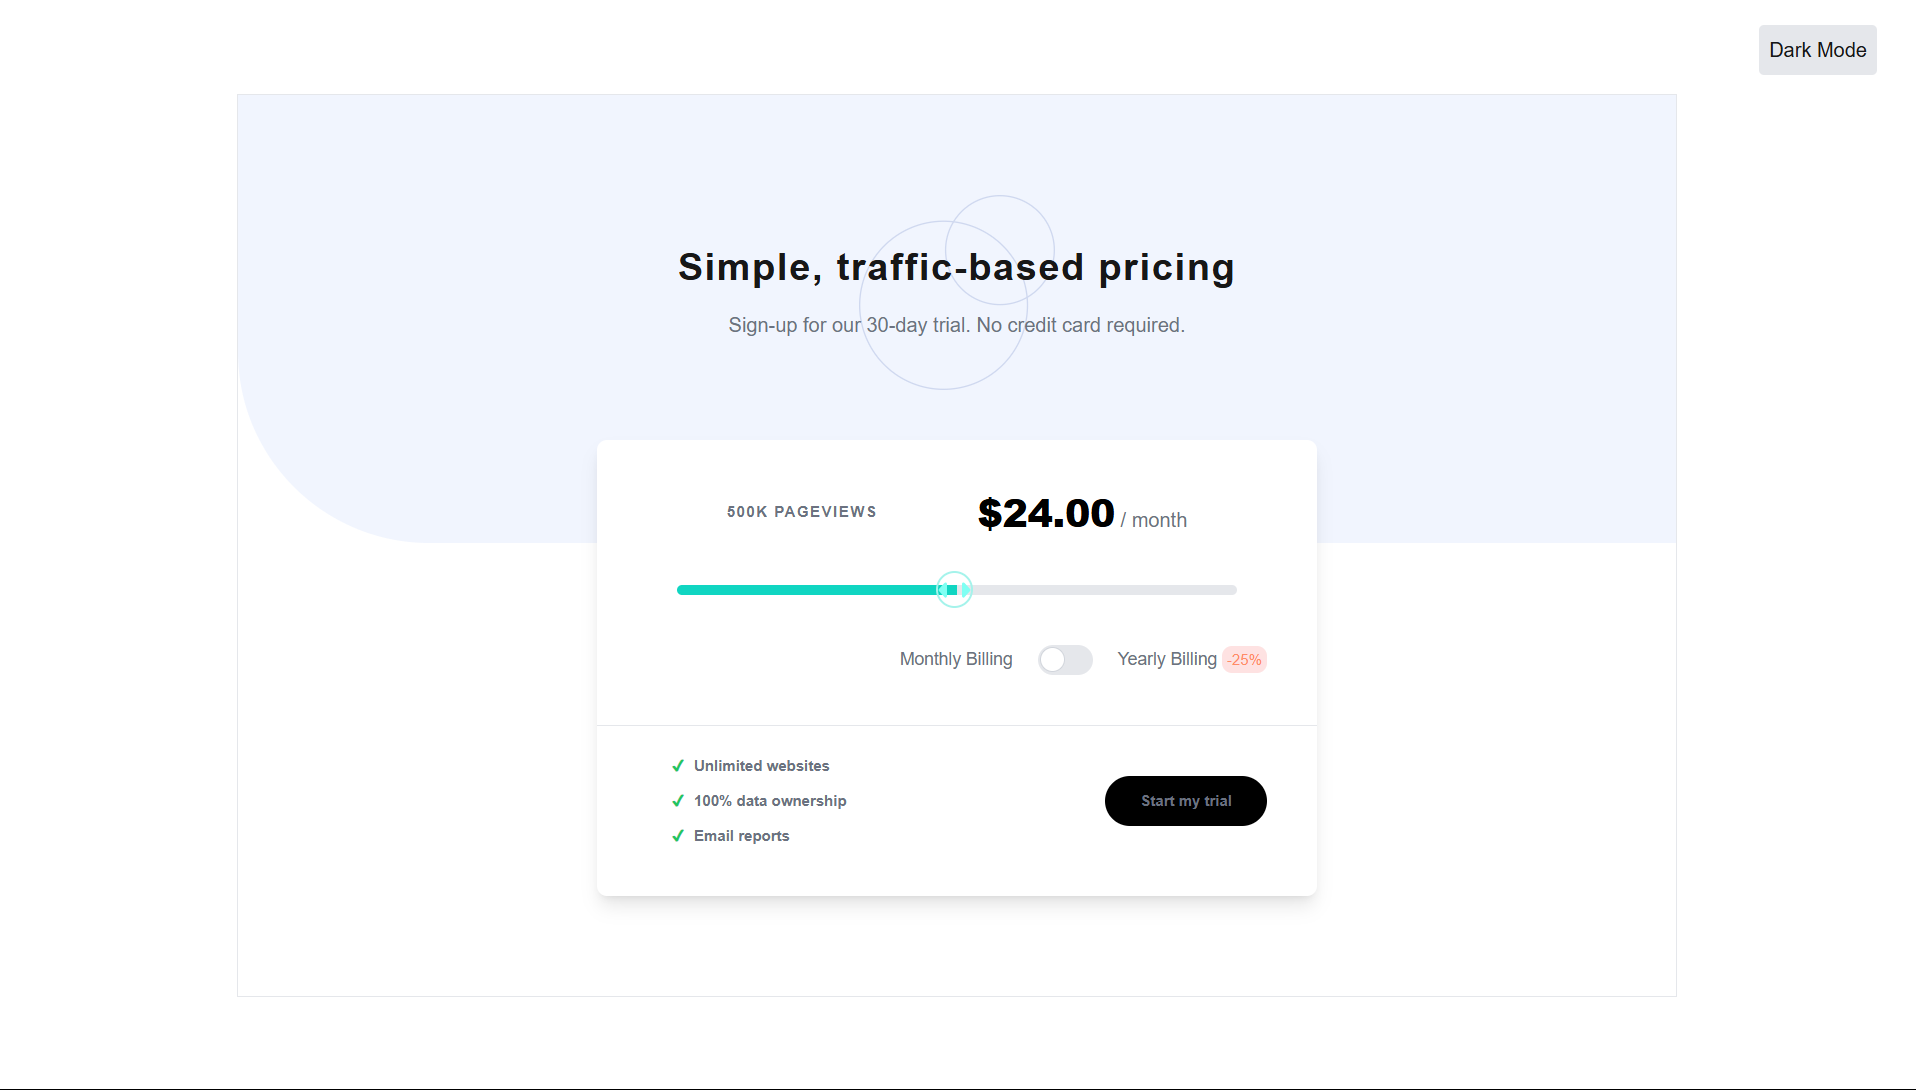 Dark Mode
Simple, traffic-based pricing
Sign-up for our 30-day trial. No credit card required.
500K PAGEVIEWS $24.00 / month
Monthly Billing Yearly Billing -25%
Unlimited websites
100% data ownership
Email reports
Start my trial